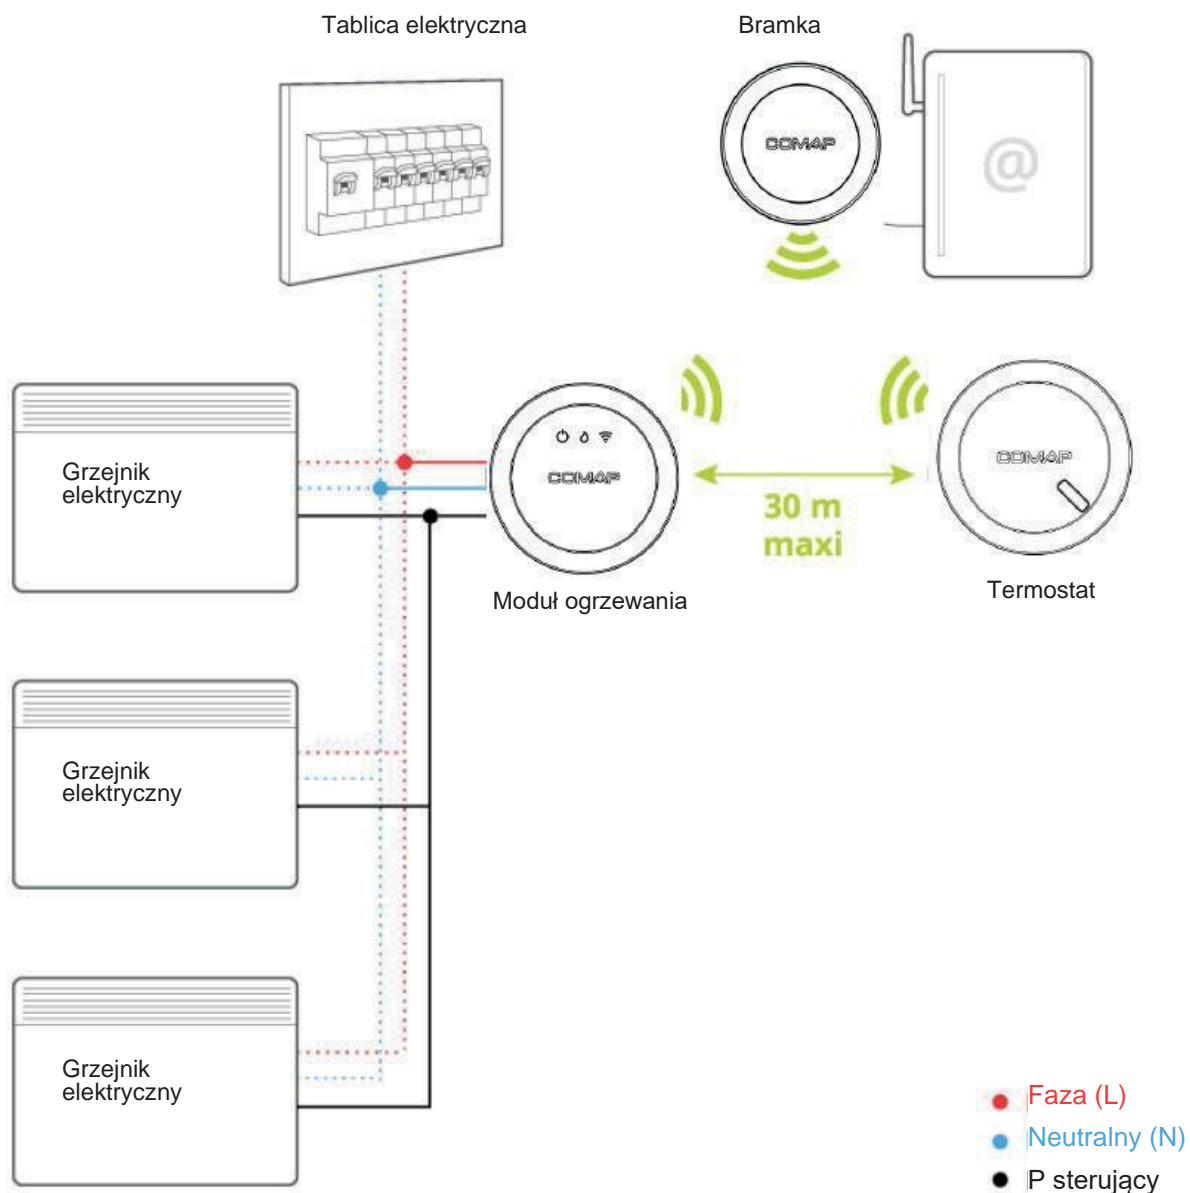 Tablica elektryczna
Bramka
COMAP
@
Grzejnik
elektryczny
COMAP
30 m
maxi
COMAP
Moduł ogrzewania
Termostat
Grzejnik
elektryczny
Grzejnik
elektryczny
Faza (L)
Neutralny (N)
P sterujący